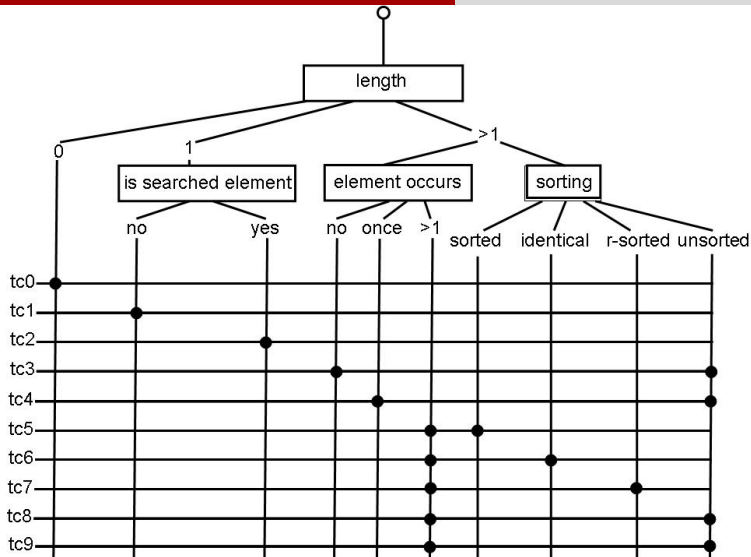 length
0
1
>1
is searched element
element occurs
sorting
no
yes
no
once
>1
sorted
identical
r-sorted
unsorted
tc0
tc1
tc2
tc3
tc4
tc5
tc6
tc7
tc8
tc9